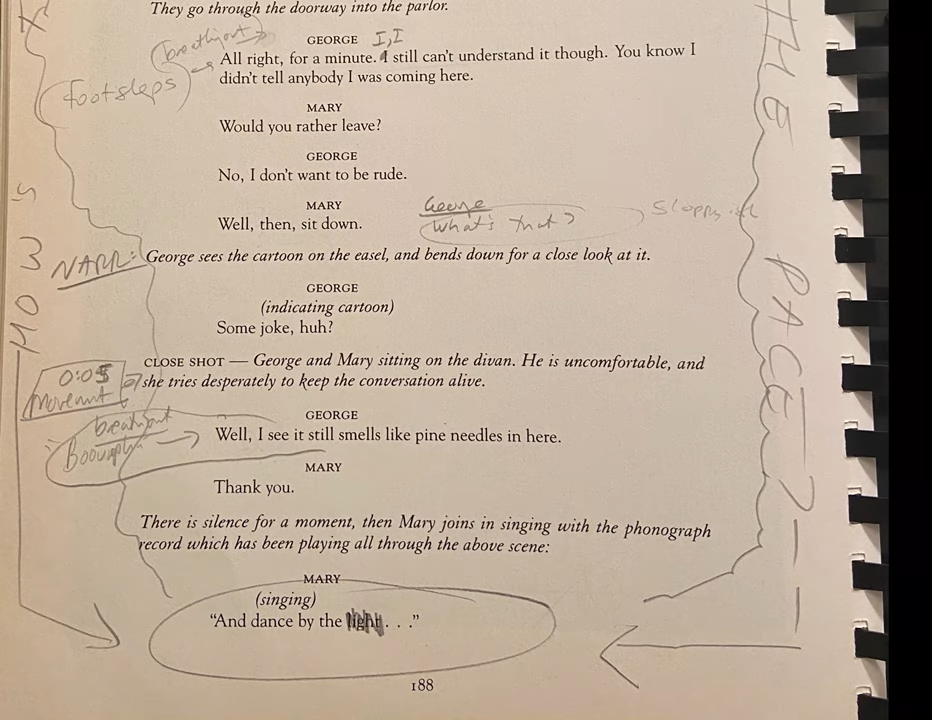 They go through the doorway into the parlor.
(breathing out)
GEORGE I, I
All right, for a minute. I still can't understand it though. You know I
didn't tell anybody I was coming here.
footsteps
MARY
Would you rather leave?
GEORGE
No, I don't want to be rude.
MARY
Well, then, sit down.
George
What's that?
NARR:
George sees the cartoon on the easel, and bends down for a close look at it.
GEORGE
(indicating cartoon)
Some joke, huh?
CLOSE SHOT — George and Mary sitting on the divan. He is uncomfortable, and
she tries desperately to keep the conversation alive.
0:05
Movemnt
GEORGE
Well, I see it still smells like pine needles in here.
MARY
Thank you.
There is silence for a moment, then Mary joins in singing with the phonograph
record which has been playing all through the above scene:
MARY
(singing)
"And dance by the light . . ."
188
THE PACE?